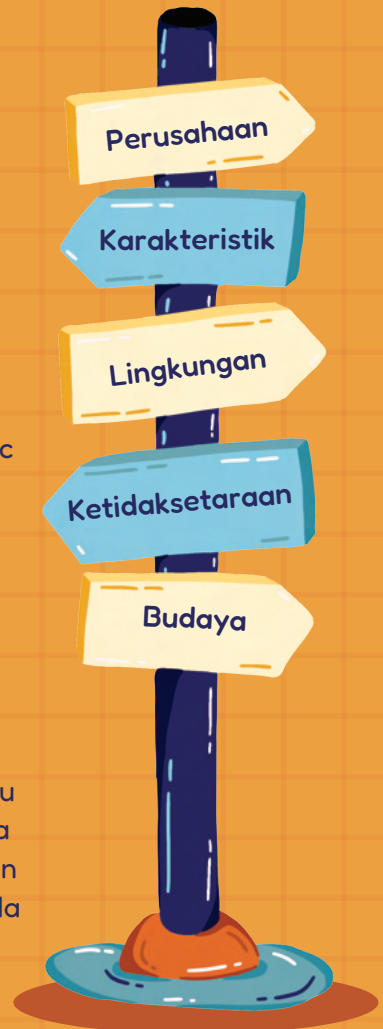 Perusahaan
Karakteristik
Lingkungan
Ketidaksetaraan
Budaya